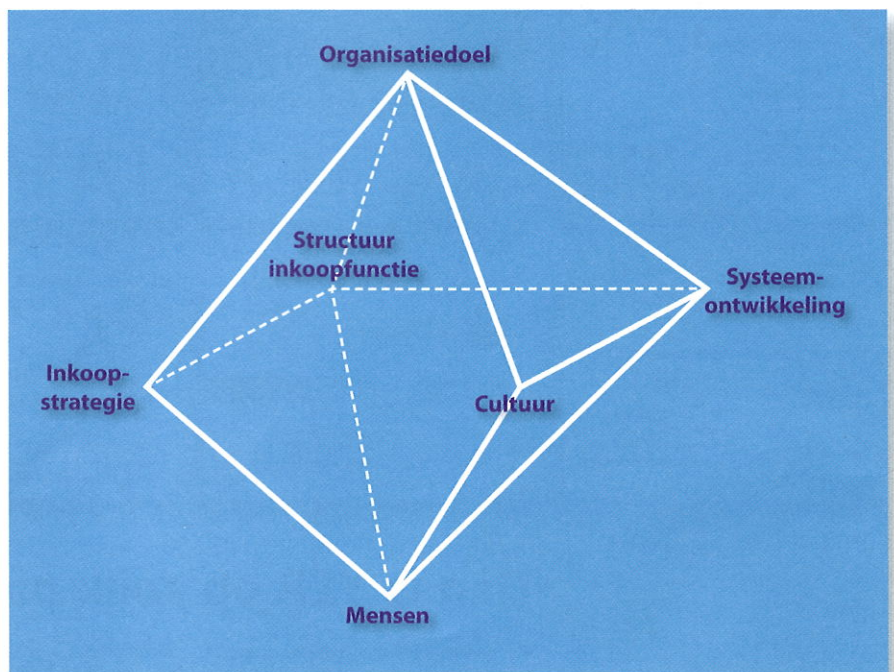 Organisatiedoel
Structuur
inkoopfunctie
Systeem-
ontwikkeling
Inkoop-
strategie
Cultuur
Mensen